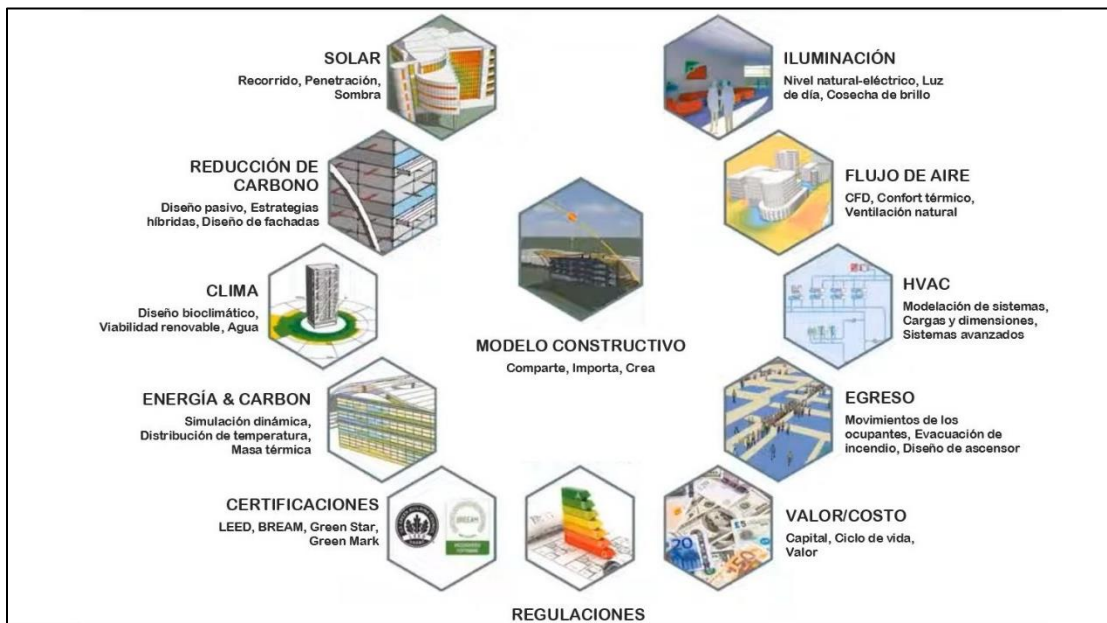 SOLAR
Recorrido, Penetración,
Sombra
ILUMINACIÓN
Nivel natural-eléctrico, Luz
de día, Cosecha de brillo
REDUCCIÓN DE
CARBONO
Diseño pasivo, Estrategias
híbridas, Diseño de fachadas
FLUJO DE AIRE
CFD, Confort térmico,
Ventilación natural
CLIMA
Diseño bioclimático,
Viabilidad renovable, Agua
MODELO CONSTRUCTIVO
Comparte, Importa, Crea
HVAC
Modelación de sistemas,
Cargas y dimensiones,
Sistemas avanzados
ENERGÍA & CARBON
Simulación dinámica,
Distribución de temperatura,
Masa térmica
EGRESO
Movimientos de los
ocupantes, Evacuación de
incendio, Diseño de ascensor
CERTIFICACIONES
LEED, BREAM, Green Star,
Green Mark
VALOR/COSTO
Capital, Ciclo de vida,
Valor
REGULACIONES